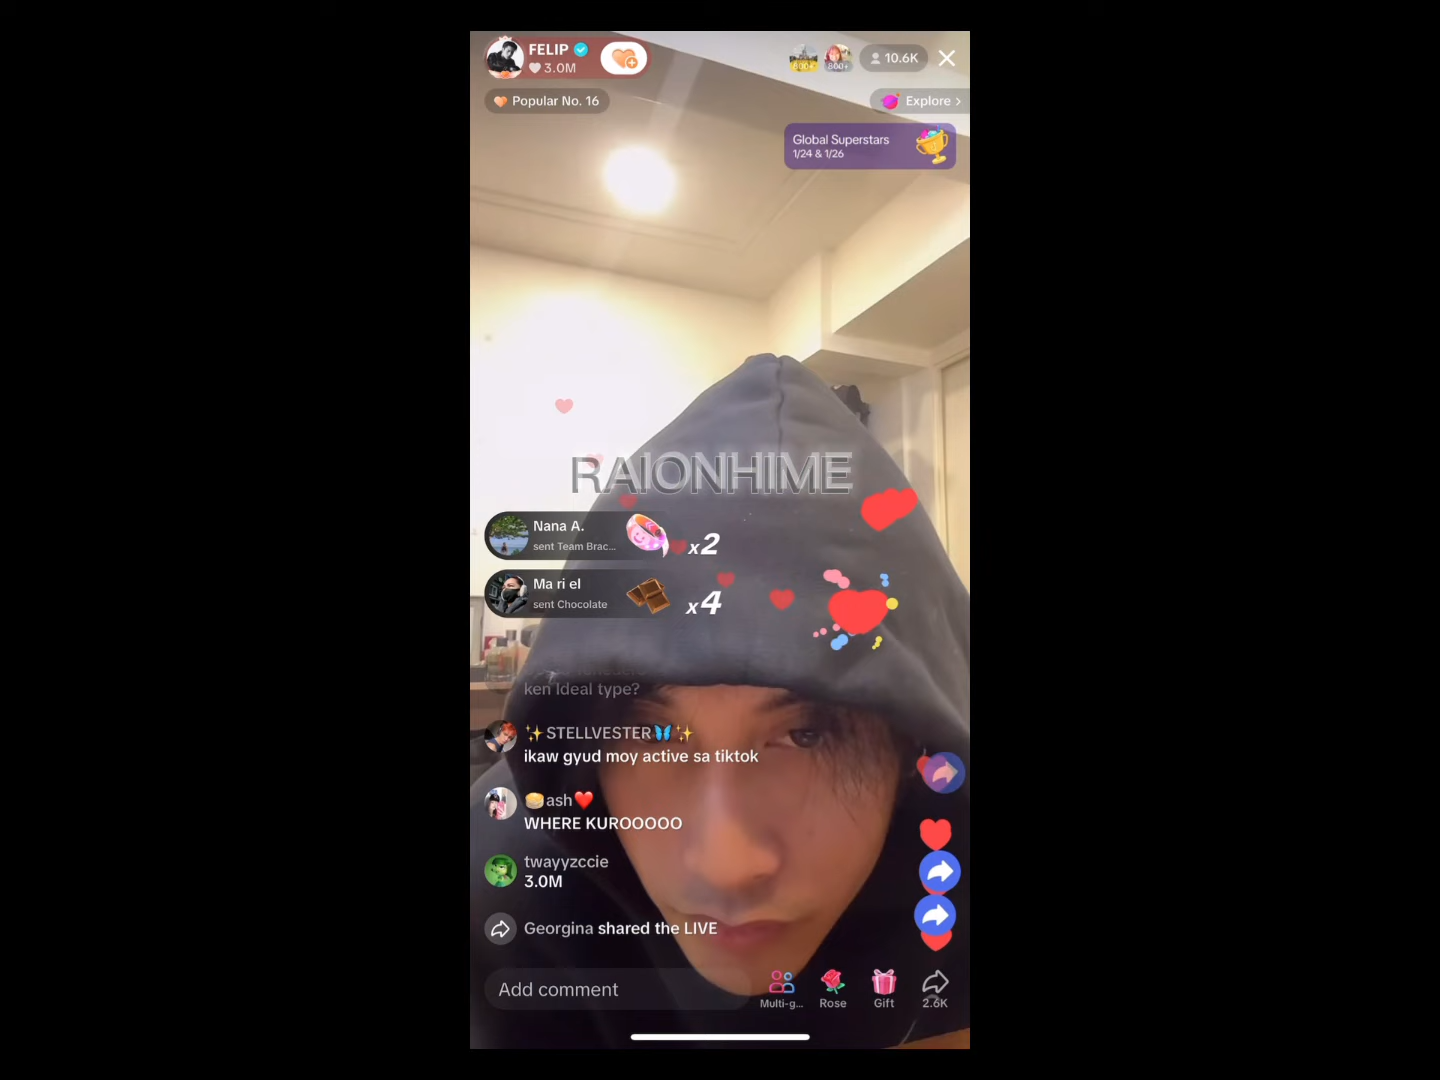 FELIP
3.0M
800+
10.6K
Popular No. 16
Explore >
Global Superstars
1/24 & 1/26
RAIONHIME
Nana A.
sent Team Brac...
x2
Ma ri el
sent Chocolate
x4
ken Ideal type?
✨STELLVESTER🦋✨
ikaw gyud moy active sa tiktok
ash❤️
WHERE KUROOOOO
twayyzccie
3.0M
Georgina shared the LIVE
Add comment
Multi-g...
Rose
Gift
2.6K